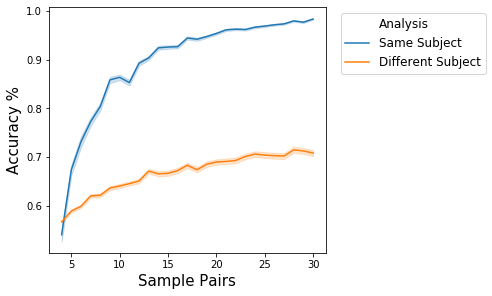 1.0
0.9
0.8
0.7
0.6
Accuracy %
5 10 15 20 25 30
Sample Pairs
Analysis
Same Subject
Different Subject